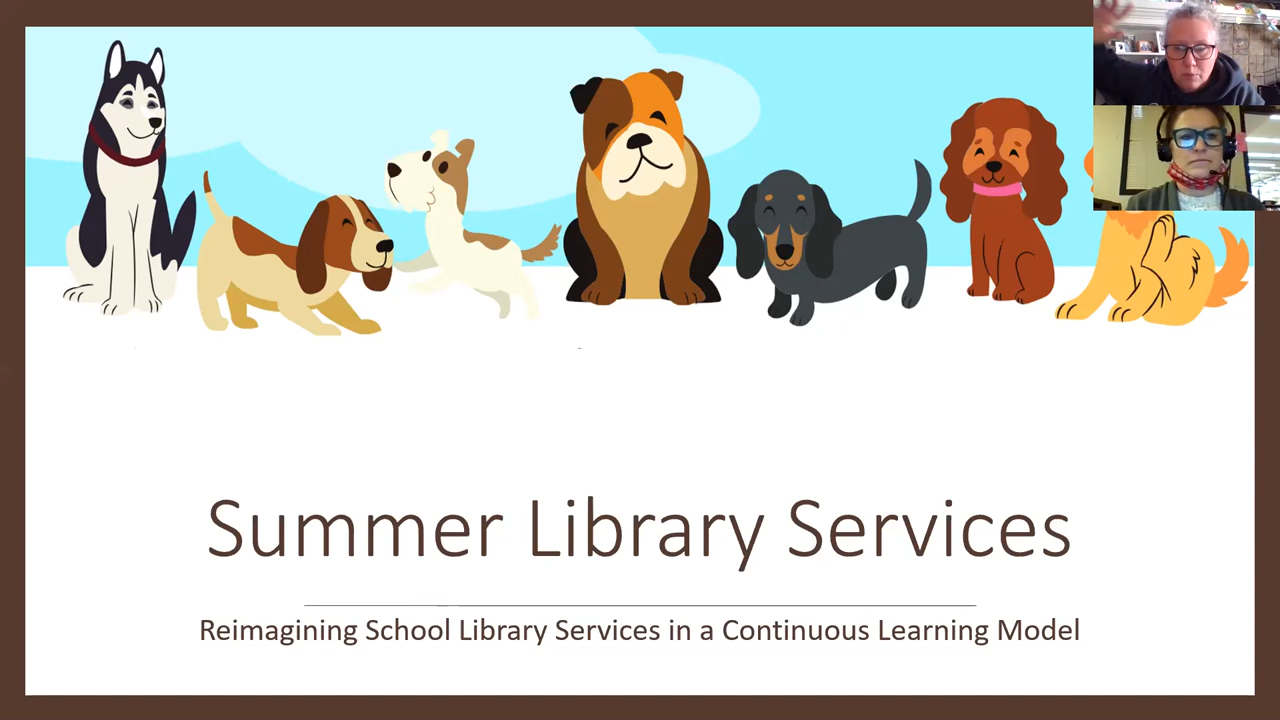 Summer Library Services
Reimagining School Library Services in a Continuous Learning Model